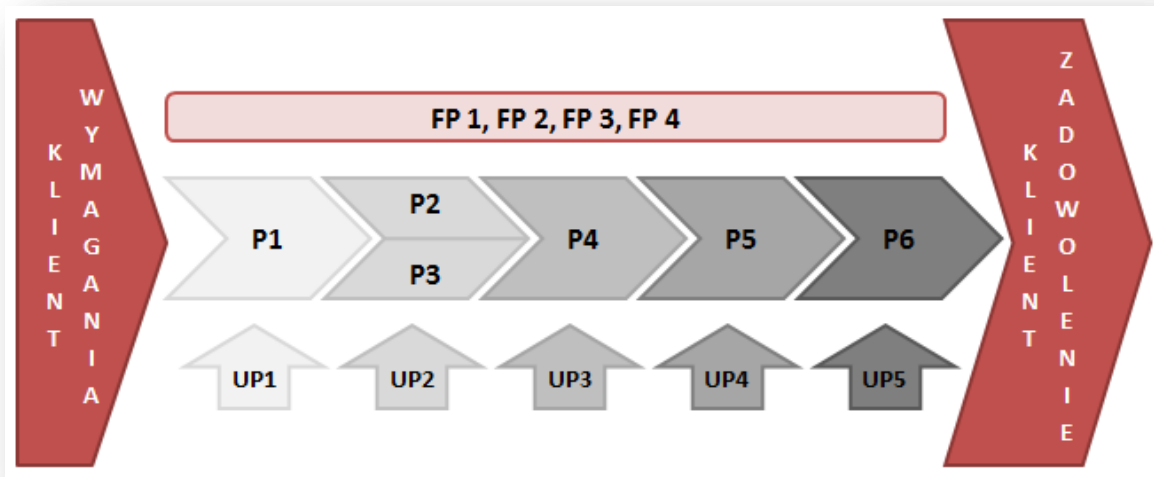 KLIENT
WYMAGANIA
FP 1, FP 2, FP 3, FP 4
P1
P2
P3
P4
P5
P6
UP1
UP2
UP3
UP4
UP5
KLIENT
ZADOWOLENIE